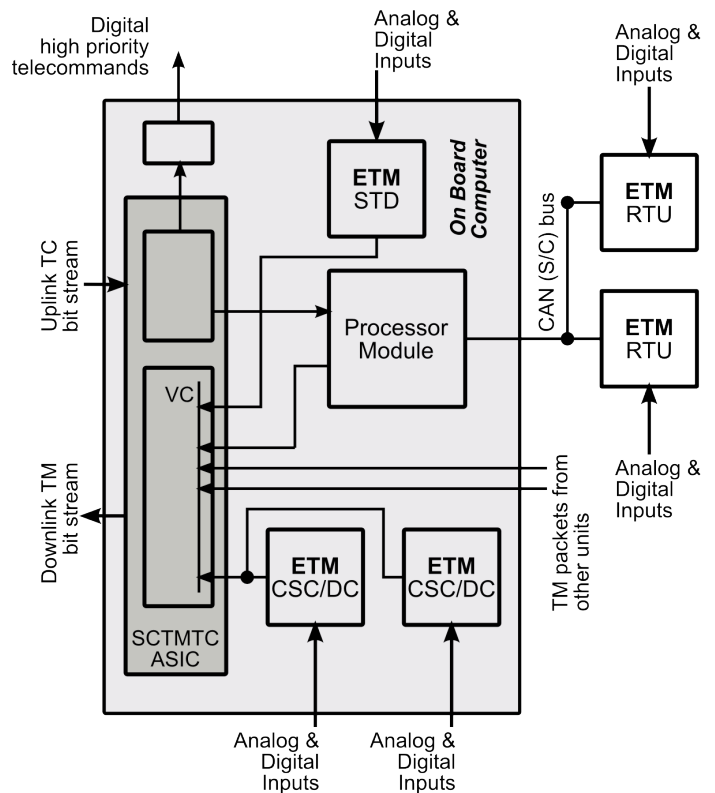 Digital
high priority
telecommands
Analog &
Digital
Inputs
Analog &
Digital
Inputs
ETM
STD
On Board
Computer
ETM
RTU
CAN (S/C) bus
Uplink TC
bit stream
Processor
Module
ETM
RTU
VC
Downlink TM
bit stream
Analog &
Digital
Inputs
TM packets from
other units
ETM
CSC/DC
ETM
CSC/DC
SCTMTC
ASIC
Analog &
Digital
Inputs
Analog &
Digital
Inputs